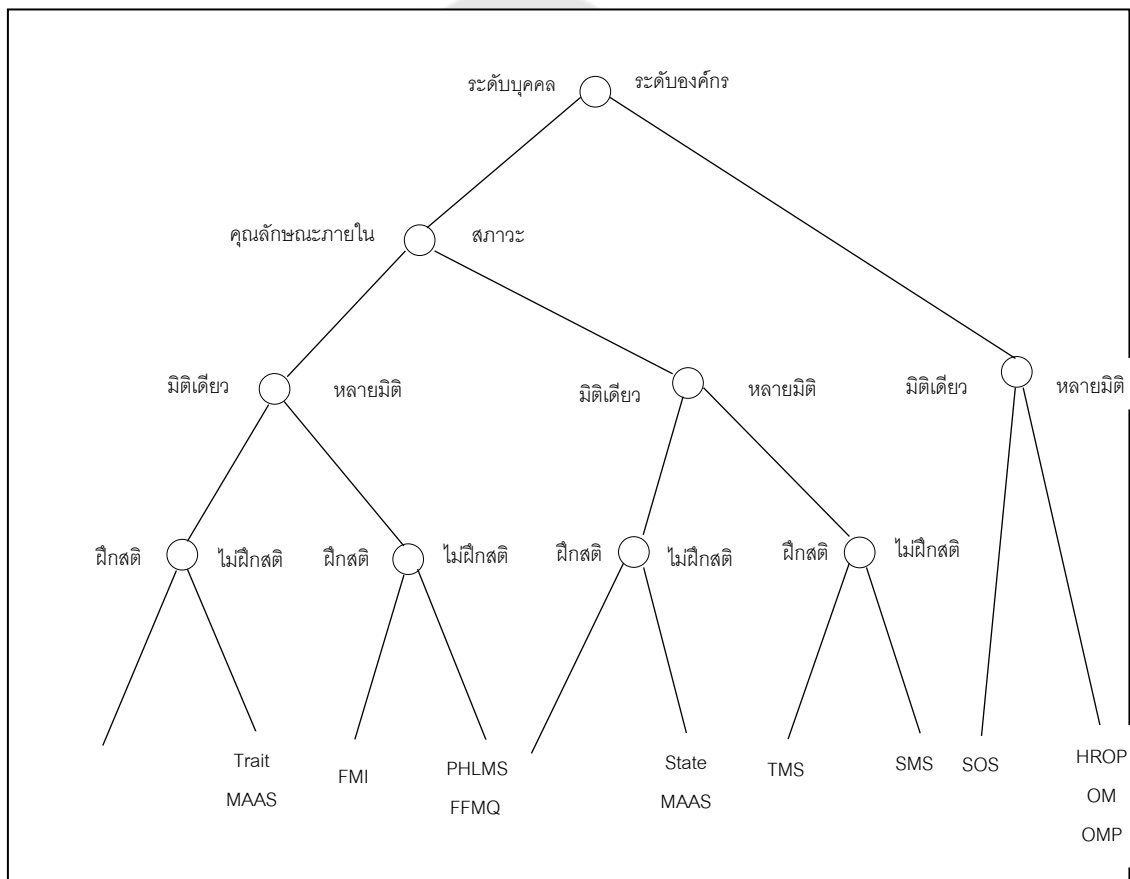 ระดับบุคคล ระดับองค์กร
คุณลักษณะภายใน สภาวะ
มิติเดียว หลายมิติ มิติเดียว หลายมิติ มิติเดียว หลายมิติ
ฝึกสติ ไม่ฝึกสติ ฝึกสติ ไม่ฝึกสติ ฝึกสติ ไม่ฝึกสติ ฝึกสติ ไม่ฝึกสติ
Trait
MAAS
FMI
PHLMS
FFMQ
State
MAAS
TMS
SMS
SOS
HROP
OM
OMP